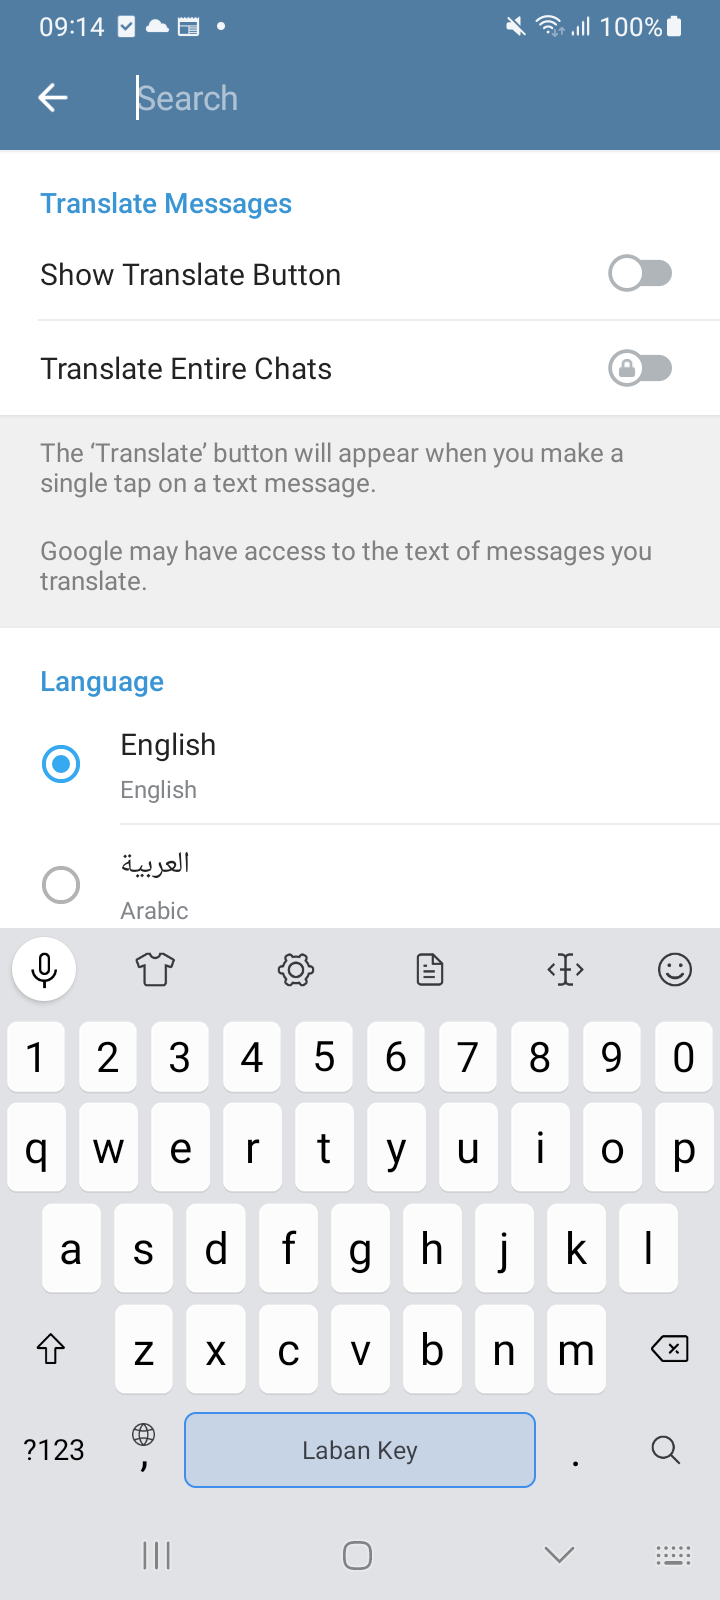 09:14
100%
Search
Translate Messages
Show Translate Button
Translate Entire Chats
The ‘Translate’ button will appear when you make a
single tap on a text message.
Google may have access to the text of messages you
translate.
Language
English
English
العربية
Arabic
1 2 3 4 5 6 7 8 9 0
q w e r t y u i o p
a s d f g h j k l
z x c v b n m
?123 , Laban Key .